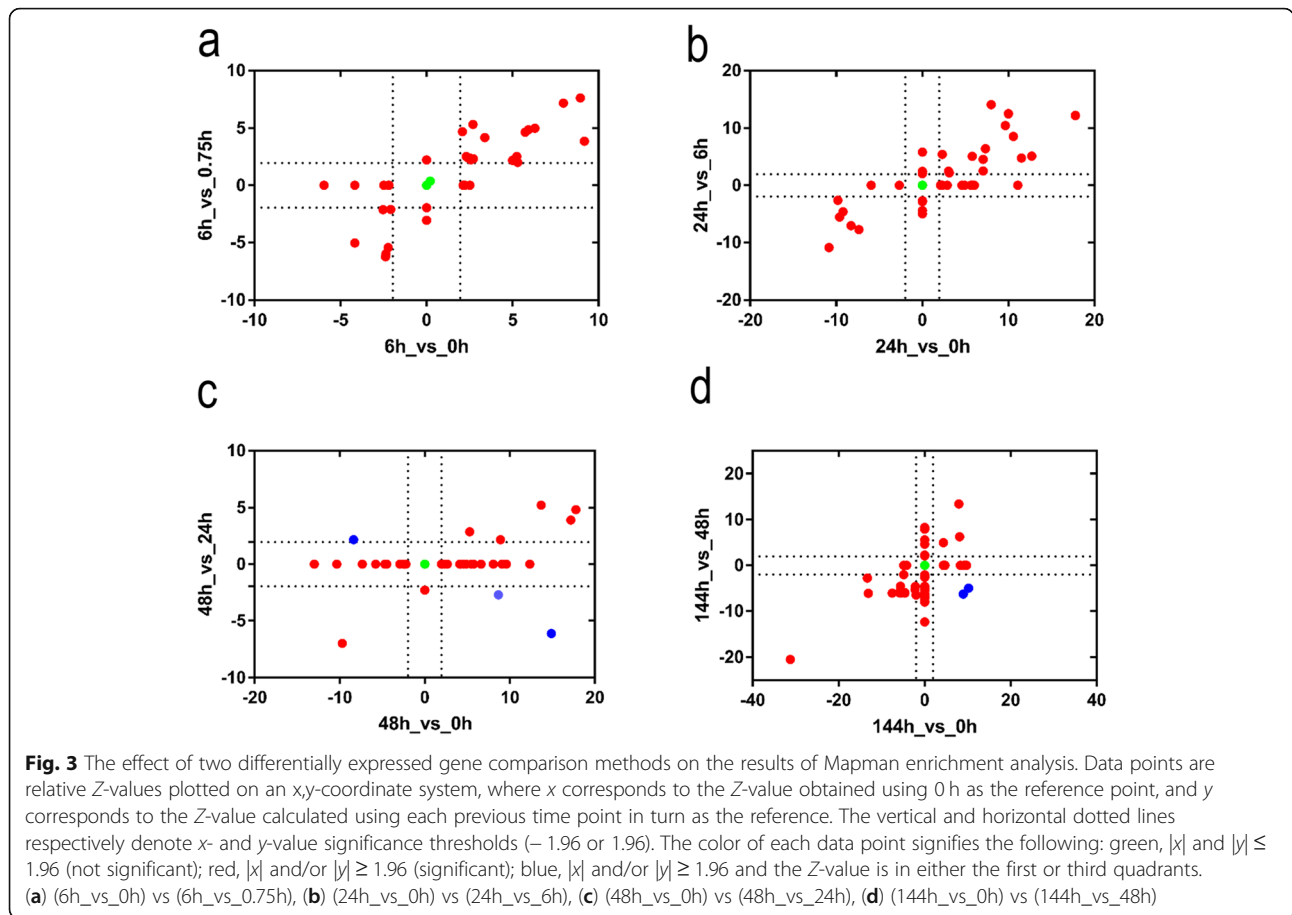 a
10
5
0
-5
-10
-10
-5
0
5
10
6h_vs_0.75h
6h_vs_0h
b
20
10
0
-10
-20
-20
-10
0
10
20
24h_vs_6h
24h_vs_0h
c
10
5
0
-5
-10
-20
-10
0
10
20
48h_vs_24h
48h_vs_0h
d
20
10
0
-10
-20
-40
-20
0
20
40
144h_vs_48h
144h_vs_0h
Fig. 3 The effect of two differentially expressed gene comparison methods on the results of Mapman enrichment analysis. Data points are
relative Z-values plotted on an x,y-coordinate system, where x corresponds to the Z-value obtained using 0 h as the reference point, and y
corresponds to the Z-value calculated using each previous time point in turn as the reference. The vertical and horizontal dotted lines
respectively denote x- and y-value significance thresholds (− 1.96 or 1.96). The color of each data point signifies the following: green, |x| and |y| ≤
1.96 (not significant); red, |x| and/or |y| ≥ 1.96 (significant); blue, |x| and/or |y| ≥ 1.96 and the Z-value is in either the first or third quadrants.
(a) (6h_vs_0h) vs (6h_vs_0.75h), (b) (24h_vs_0h) vs (24h_vs_6h), (c) (48h_vs_0h) vs (48h_vs_24h), (d) (144h_vs_0h) vs (144h_vs_48h)